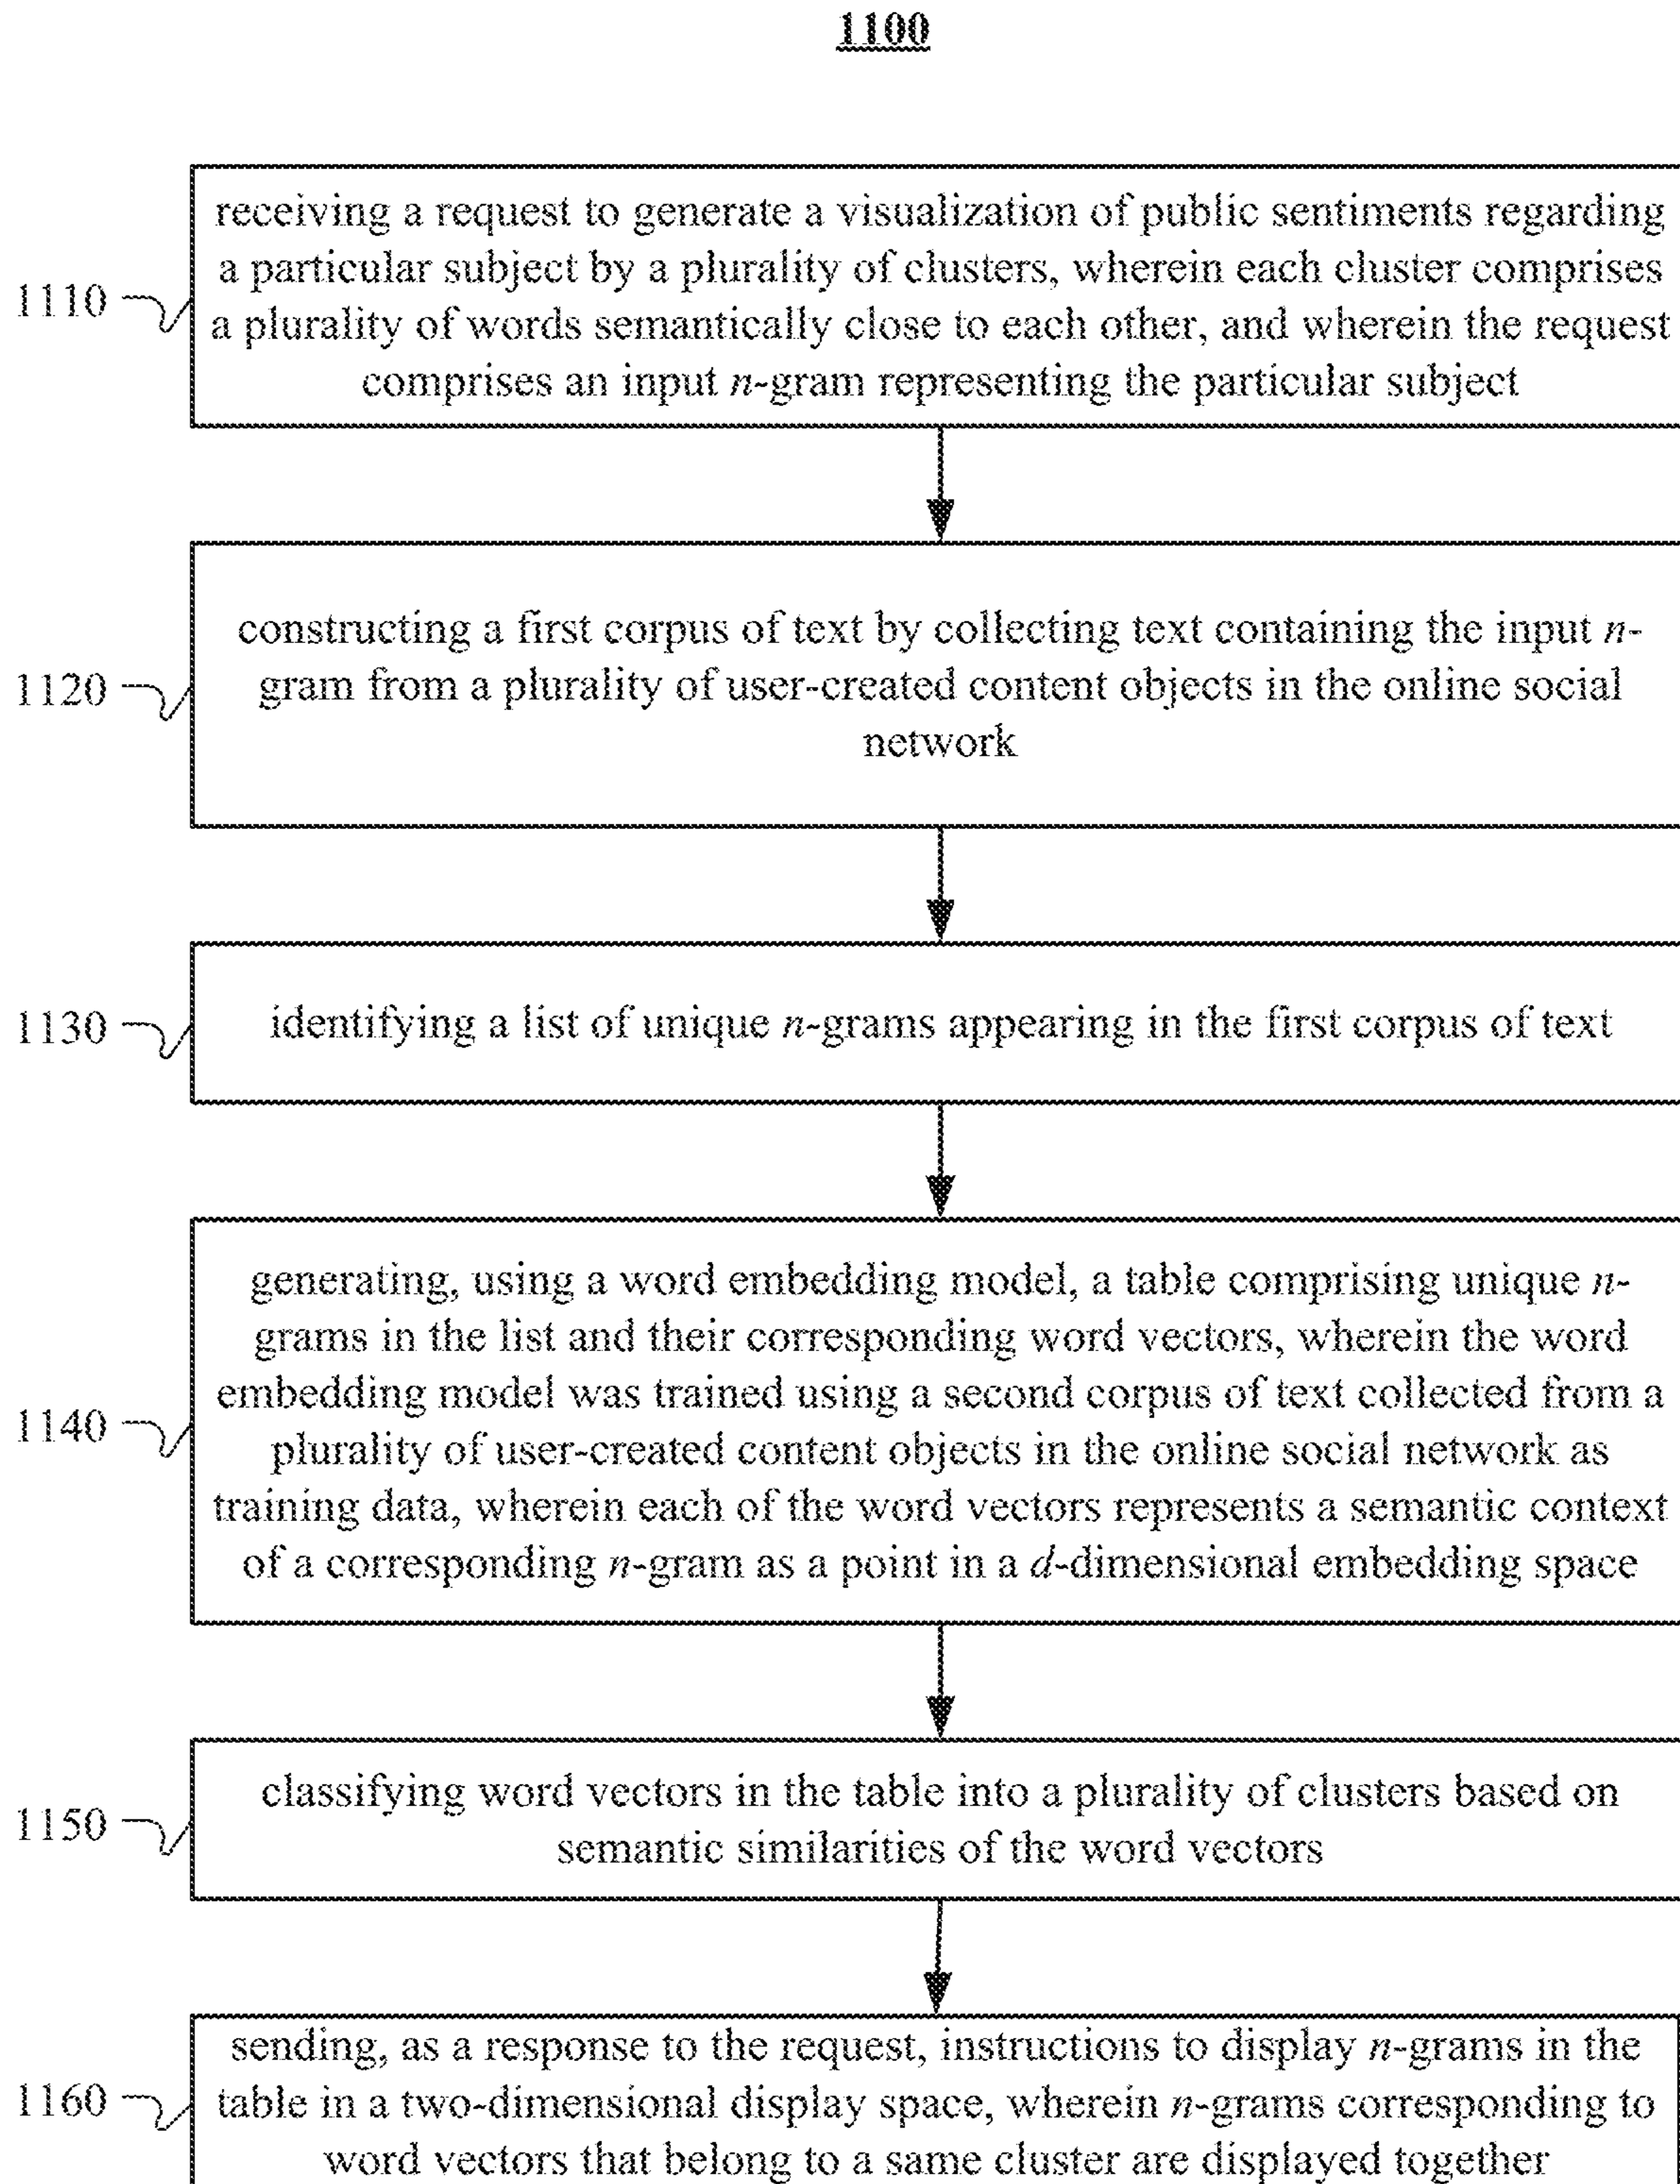 1100
receiving a request to generate a visualization of public sentiments regarding
a particular subject by a plurality of clusters, wherein each cluster comprises
a plurality of words semantically close to each other, and wherein the request
comprises an input n-gram representing the particular subject
1110
constructing a first corpus of text by collecting text containing the input n-
gram from a plurality of user-created content objects in the online social
network
1120
identifying a list of unique n-grams appearing in the first corpus of text
1130
generating, using a word embedding model, a table comprising unique n-
grams in the list and their corresponding word vectors, wherein the word
embedding model was trained using a second corpus of text collected from a
plurality of user-created content objects in the online social network as
training data, wherein each of the word vectors represents a semantic context
of a corresponding n-gram as a point in a d-dimensional embedding space
1140
classifying word vectors in the table into a plurality of clusters based on
semantic similarities of the word vectors
1150
sending, as a response to the request, instructions to display n-grams in the
table in a two-dimensional display space, wherein n-grams corresponding to
word vectors that belong to a same cluster are displayed together
1160